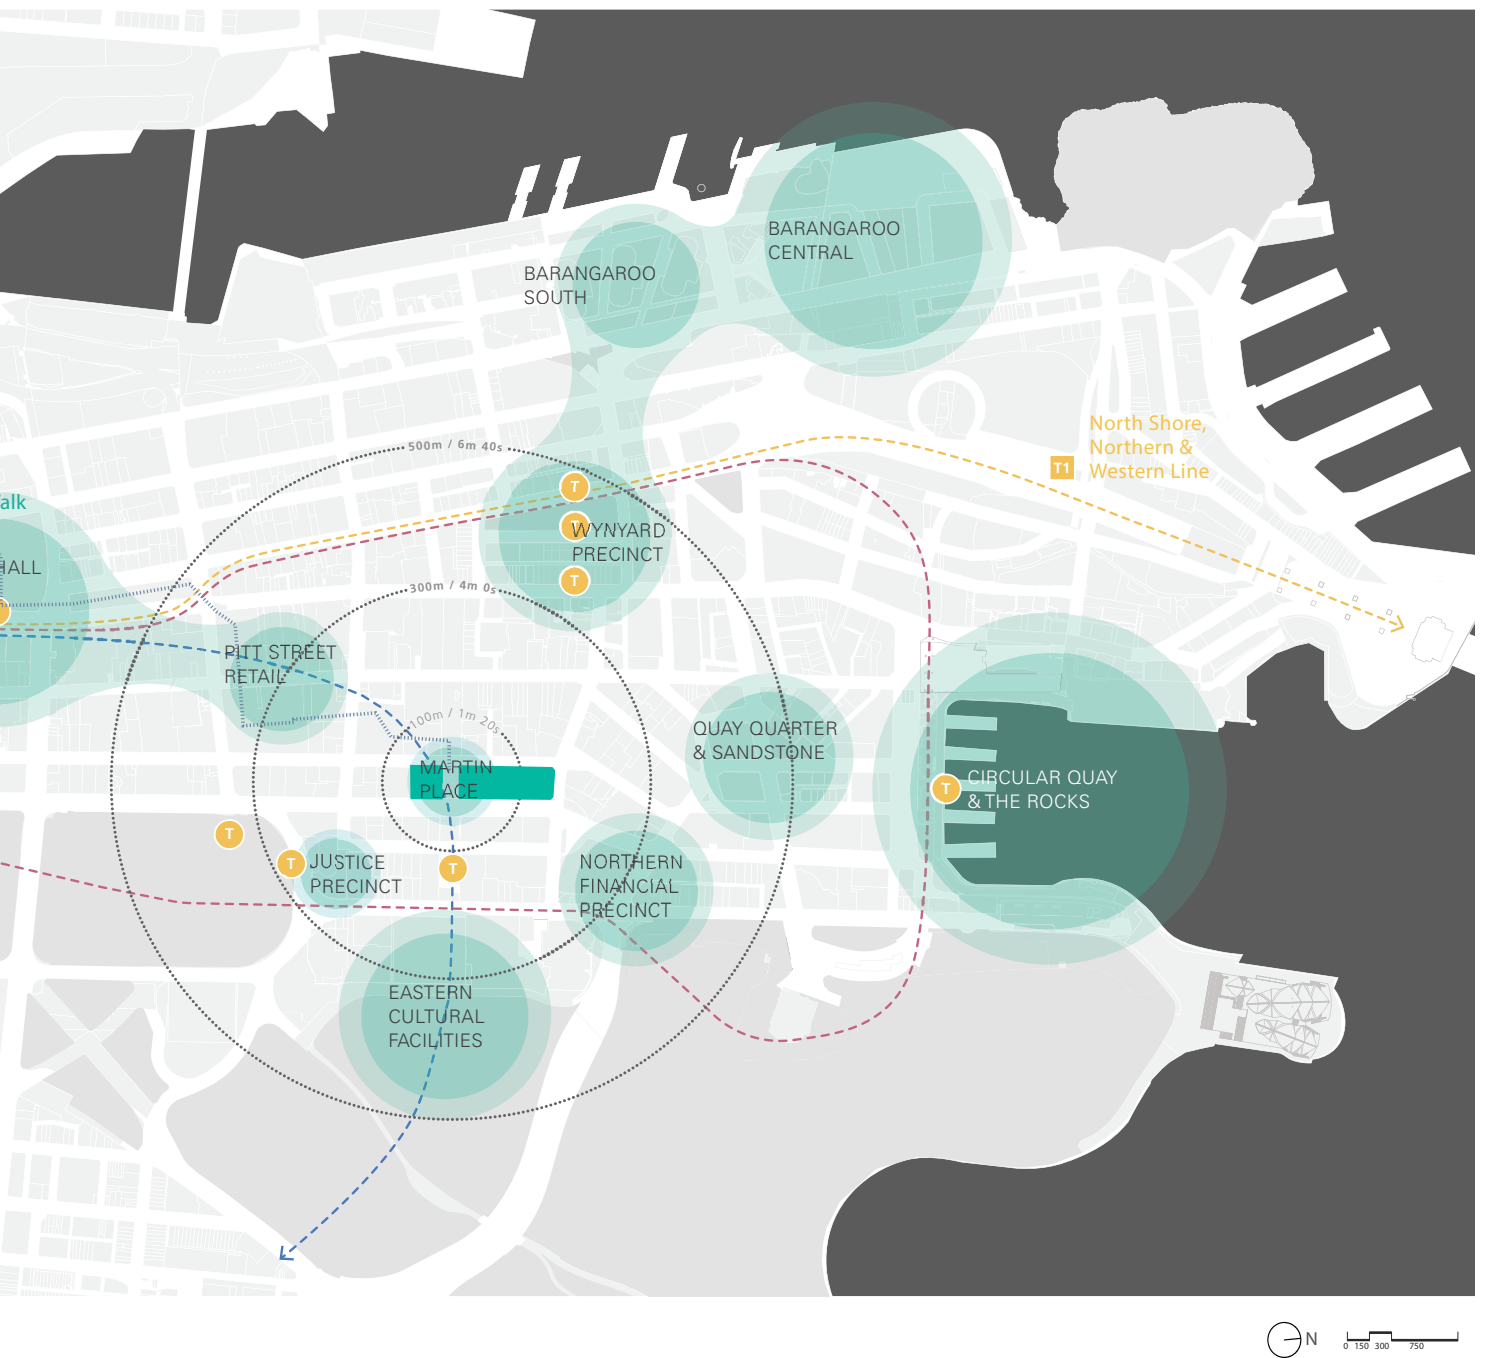 BARANGAROO
CENTRAL
BARANGAROO
SOUTH
North Shore,
Northern &
Western Line
T1
500m / 6m 40s
alk
T
T
WYNYARD
PRECINCT
T
HALL
300m / 4m 0s
PITT STREET
RETAIL
100m / 1m 20s
QUAY QUARTER
& SANDSTONE
MARTIN
PLACE
T
CIRCULAR QUAY
& THE ROCKS
T
T
JUSTICE
PRECINCT
T
NORTHERN
FINANCIAL
PRECINCT
EASTERN
CULTURAL
FACILITIES
N
0 150 300 750